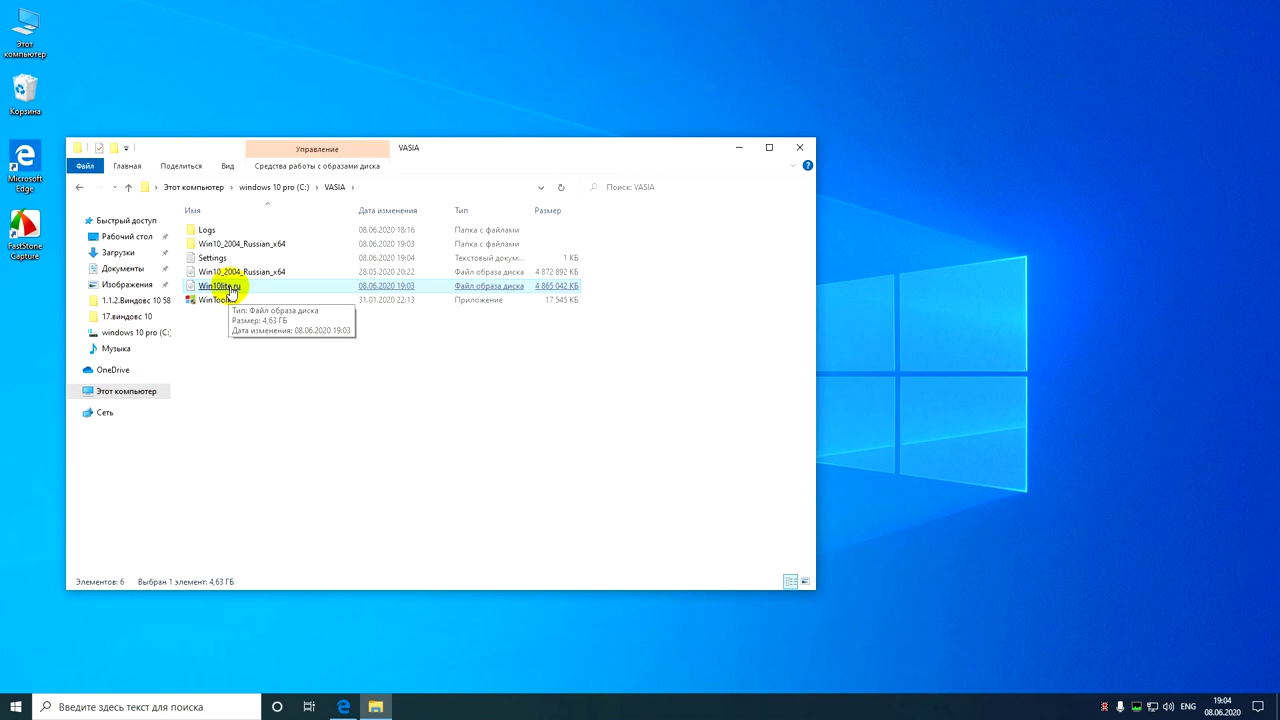 Этот компьютер
Корзина
Microsoft Edge
FastStone Capture
Управление
VASIA
Файл
Главная
Поделиться
Вид
Средства работы с образами диска
Этот компьютер > windows 10 pro (C:) > VASIA >
Поиск: VASIA
Имя Дата изменения Тип Размер
Logs 08.06.2020 18:16 Папка с файлами
Win10_2004_Russian_x64 08.06.2020 19:03 Папка с файлами
Settings 08.06.2020 19:04 Текстовый докум... 1 КБ
Win10_2004_Russian_x64 28.05.2020 20:22 Файл образа диска 4 872 892 КБ
Win10lite.ru 08.06.2020 19:03 Файл образа диска 4 865 042 КБ
31.01.2020 22:13 Приложение 17 545 КБ
Тип: Файл образа диска
Размер: 4,63 ГБ
Дата изменения: 08.06.2020 19:03
Быстрый доступ
Рабочий стол
Загрузки
Документы
Изображения
1.1.2.Виндовс 10 58
17.виндовс 10
windows 10 pro (C:)
Музыка
OneDrive
Этот компьютер
Сеть
Элементов: 6 Выбран 1 элемент: 4,63 ГБ
Введите здесь текст для поиска
ENG
19:04
08.06.2020